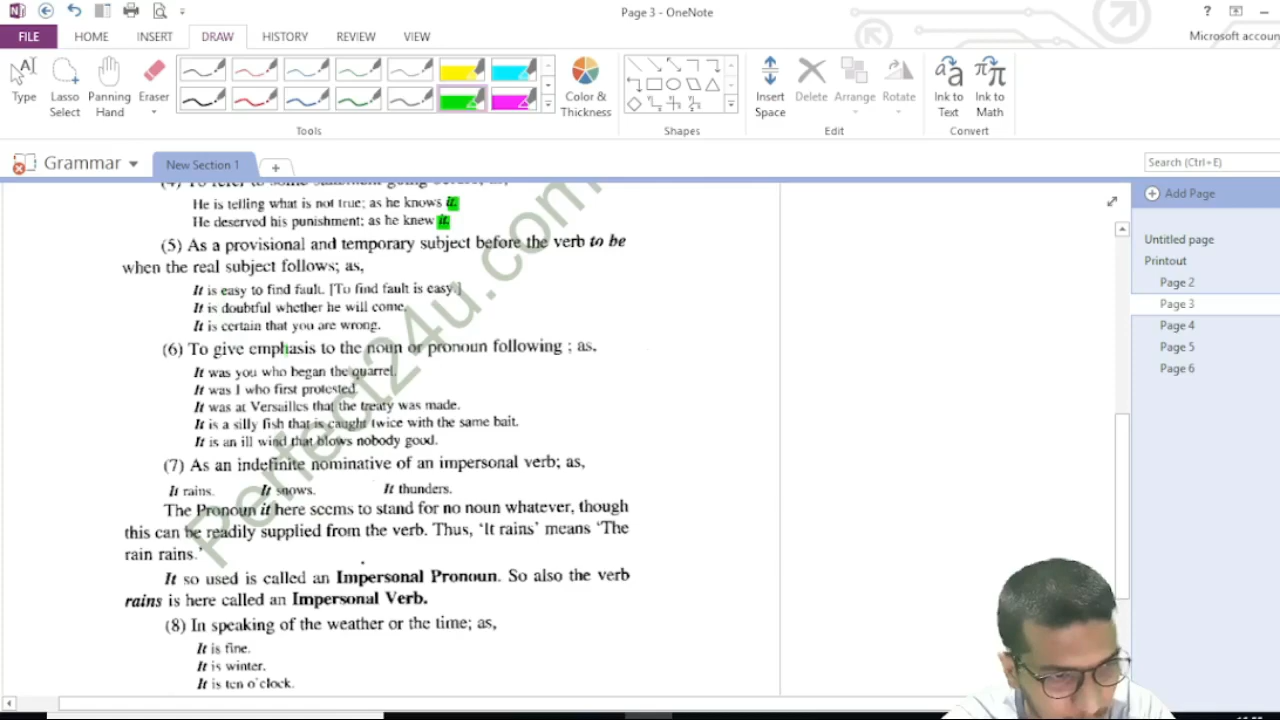 Page 3 - OneNote
?
FILE HOME INSERT DRAW HISTORY REVIEW VIEW
Microsoft accoun
Type
Lasso Select
Panning Hand
Eraser
Color & Thickness
Insert Space
Delete
Arrange
Rotate
Ink to Text
Ink to Math
Tools
Shapes
Edit
Convert
Grammar
New Section 1
Search (Ctrl+E)
Add Page
Untitled page
Printout
Page 2
Page 3
Page 4
Page 5
Page 6
(4) To refer to some statement going before; as,
He is telling what is not true; as he knows it.
He deserved his punishment; as he knew it.
(5) As a provisional and temporary subject before the verb to be
when the real subject follows; as,
It is easy to find fault. [To find fault is easy.]
It is doubtful whether he will come.
It is certain that you are wrong.
(6) To give emphasis to the noun or pronoun following ; as,
It was you who began the quarrel.
It was I who first protested.
It was at Versailles that the treaty was made.
It is a silly fish that is caught twice with the same bait.
It is an ill wind that blows nobody good.
(7) As an indefinite nominative of an impersonal verb; as,
It rains. It snows. It thunders.
The Pronoun it here seems to stand for no noun whatever, though
this can be readily supplied from the verb. Thus, ‘It rains’ means ‘The
rain rains.’
It so used is called an Impersonal Pronoun. So also the verb
rains is here called an Impersonal Verb.
(8) In speaking of the weather or the time; as,
It is fine.
It is winter.
It is ten o'clock.
Perfect24u.com